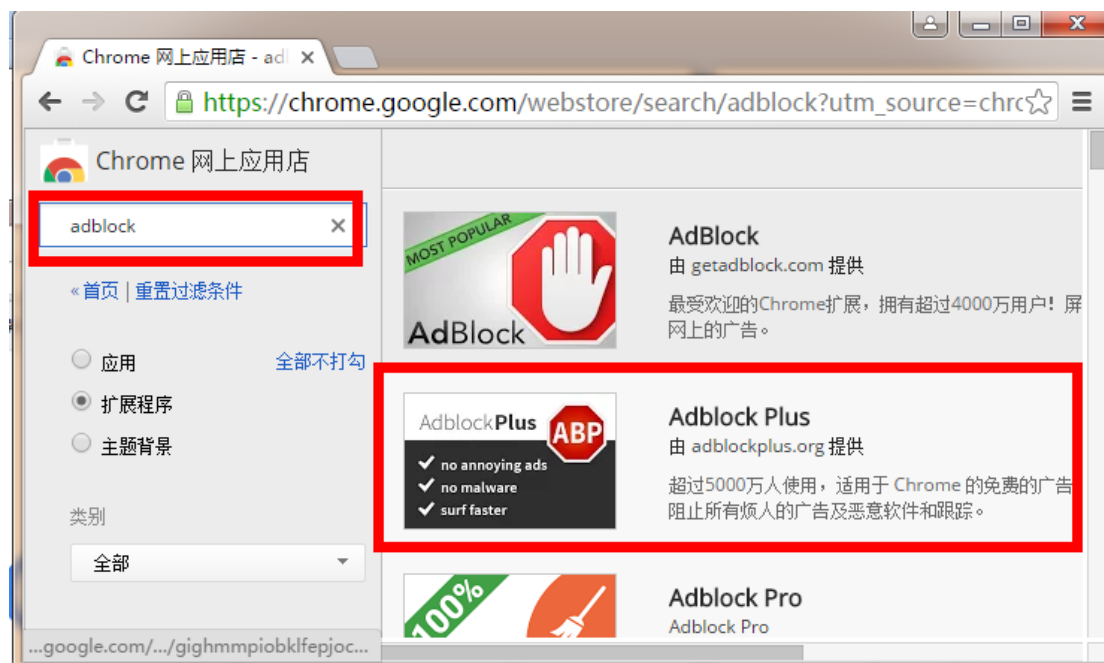 Chrome 网上应用店 - ad
https://chrome.google.com/webstore/search/adblock?utm_source=chrc
Chrome 网上应用店
adblock
«首页 | 重置过滤条件
应用
全部不打勾
扩展程序
主题背景
类别
全部
...google.com/.../gighmmpiobklfepjoc...
MOST POPULAR
AdBlock
AdBlock
由 getadblock.com 提供
最受欢迎的Chrome扩展，拥有超过4000万用户！屏
网上的广告。
AdblockPlus
ABP
no annoying ads
no malware
surf faster
Adblock Plus
由 adblockplus.org 提供
超过5000万人使用，适用于 Chrome 的免费的广告
阻止所有烦人的广告及恶意软件和跟踪。
100%
Adblock Pro
Adblock Pro